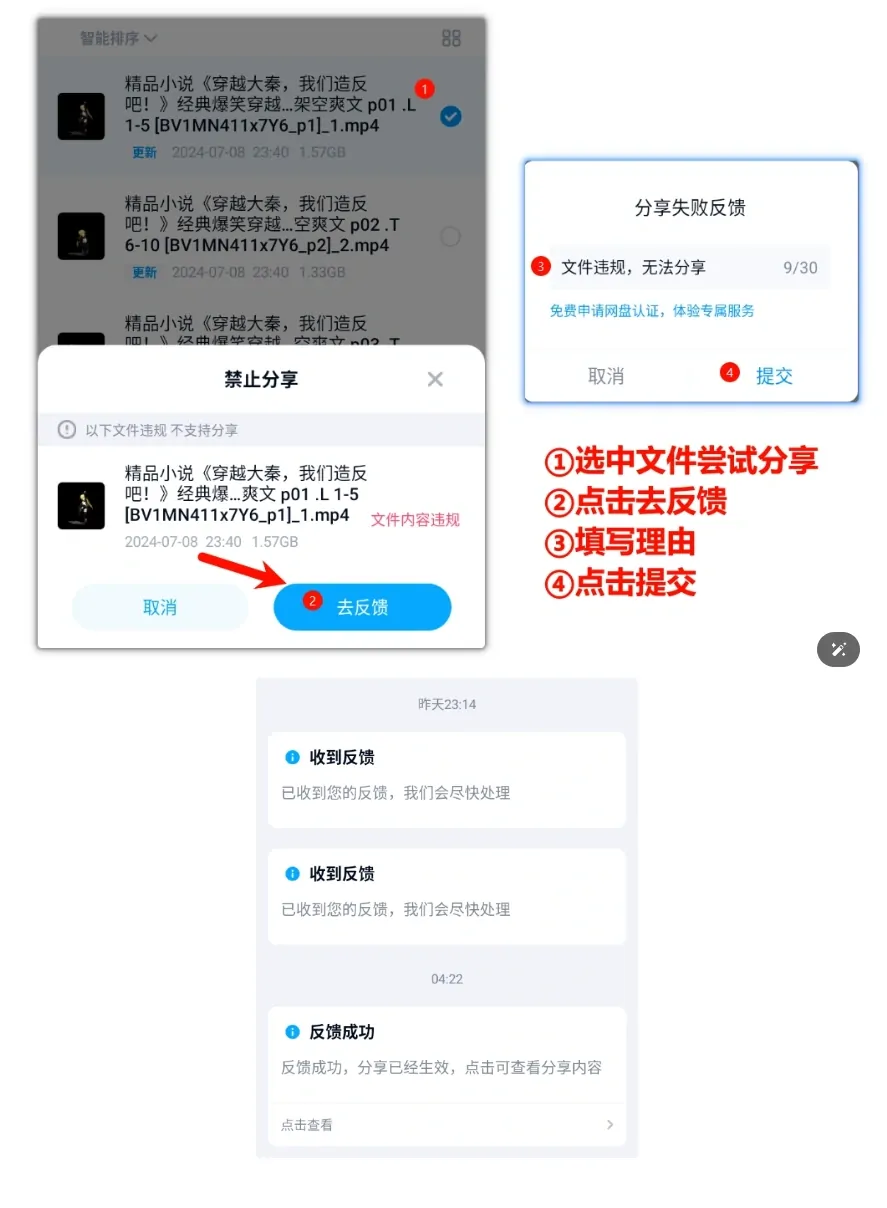 智能排序
精品小说《穿越大秦，我们造反
吧！》经典爆笑穿越...架空爽文 p01 .L
1-5 [BV1MN411x7Y6_p1]_1.mp4
1
更新 2024-07-08 23:40 1.57GB
精品小说《穿越大秦，我们造反
吧！》经典爆笑穿越...空爽文 p02 .T
6-10 [BV1MN411x7Y6_p2]_2.mp4
更新 2024-07-08 23:40 1.33GB
精品小说《穿越大秦，我们造反
吧！》经典爆笑穿越...空爽文 p03 .T
禁止分享
以下文件违规 不支持分享
精品小说《穿越大秦，我们造反
吧！》经典爆...爽文 p01 .L 1-5
[BV1MN411x7Y6_p1]_1.mp4
文件内容违规
2024-07-08 23:40 1.57GB
取消
2 去反馈
分享失败反馈
3 文件违规，无法分享 9/30
免费申请网盘认证，体验专属服务
取消
4 提交
①选中文件尝试分享
②点击去反馈
③填写理由
④点击提交
昨天23:14
收到反馈
已收到您的反馈，我们会尽快处理
收到反馈
已收到您的反馈，我们会尽快处理
04:22
反馈成功
反馈成功，分享已经生效，点击可查看分享内容
点击查看